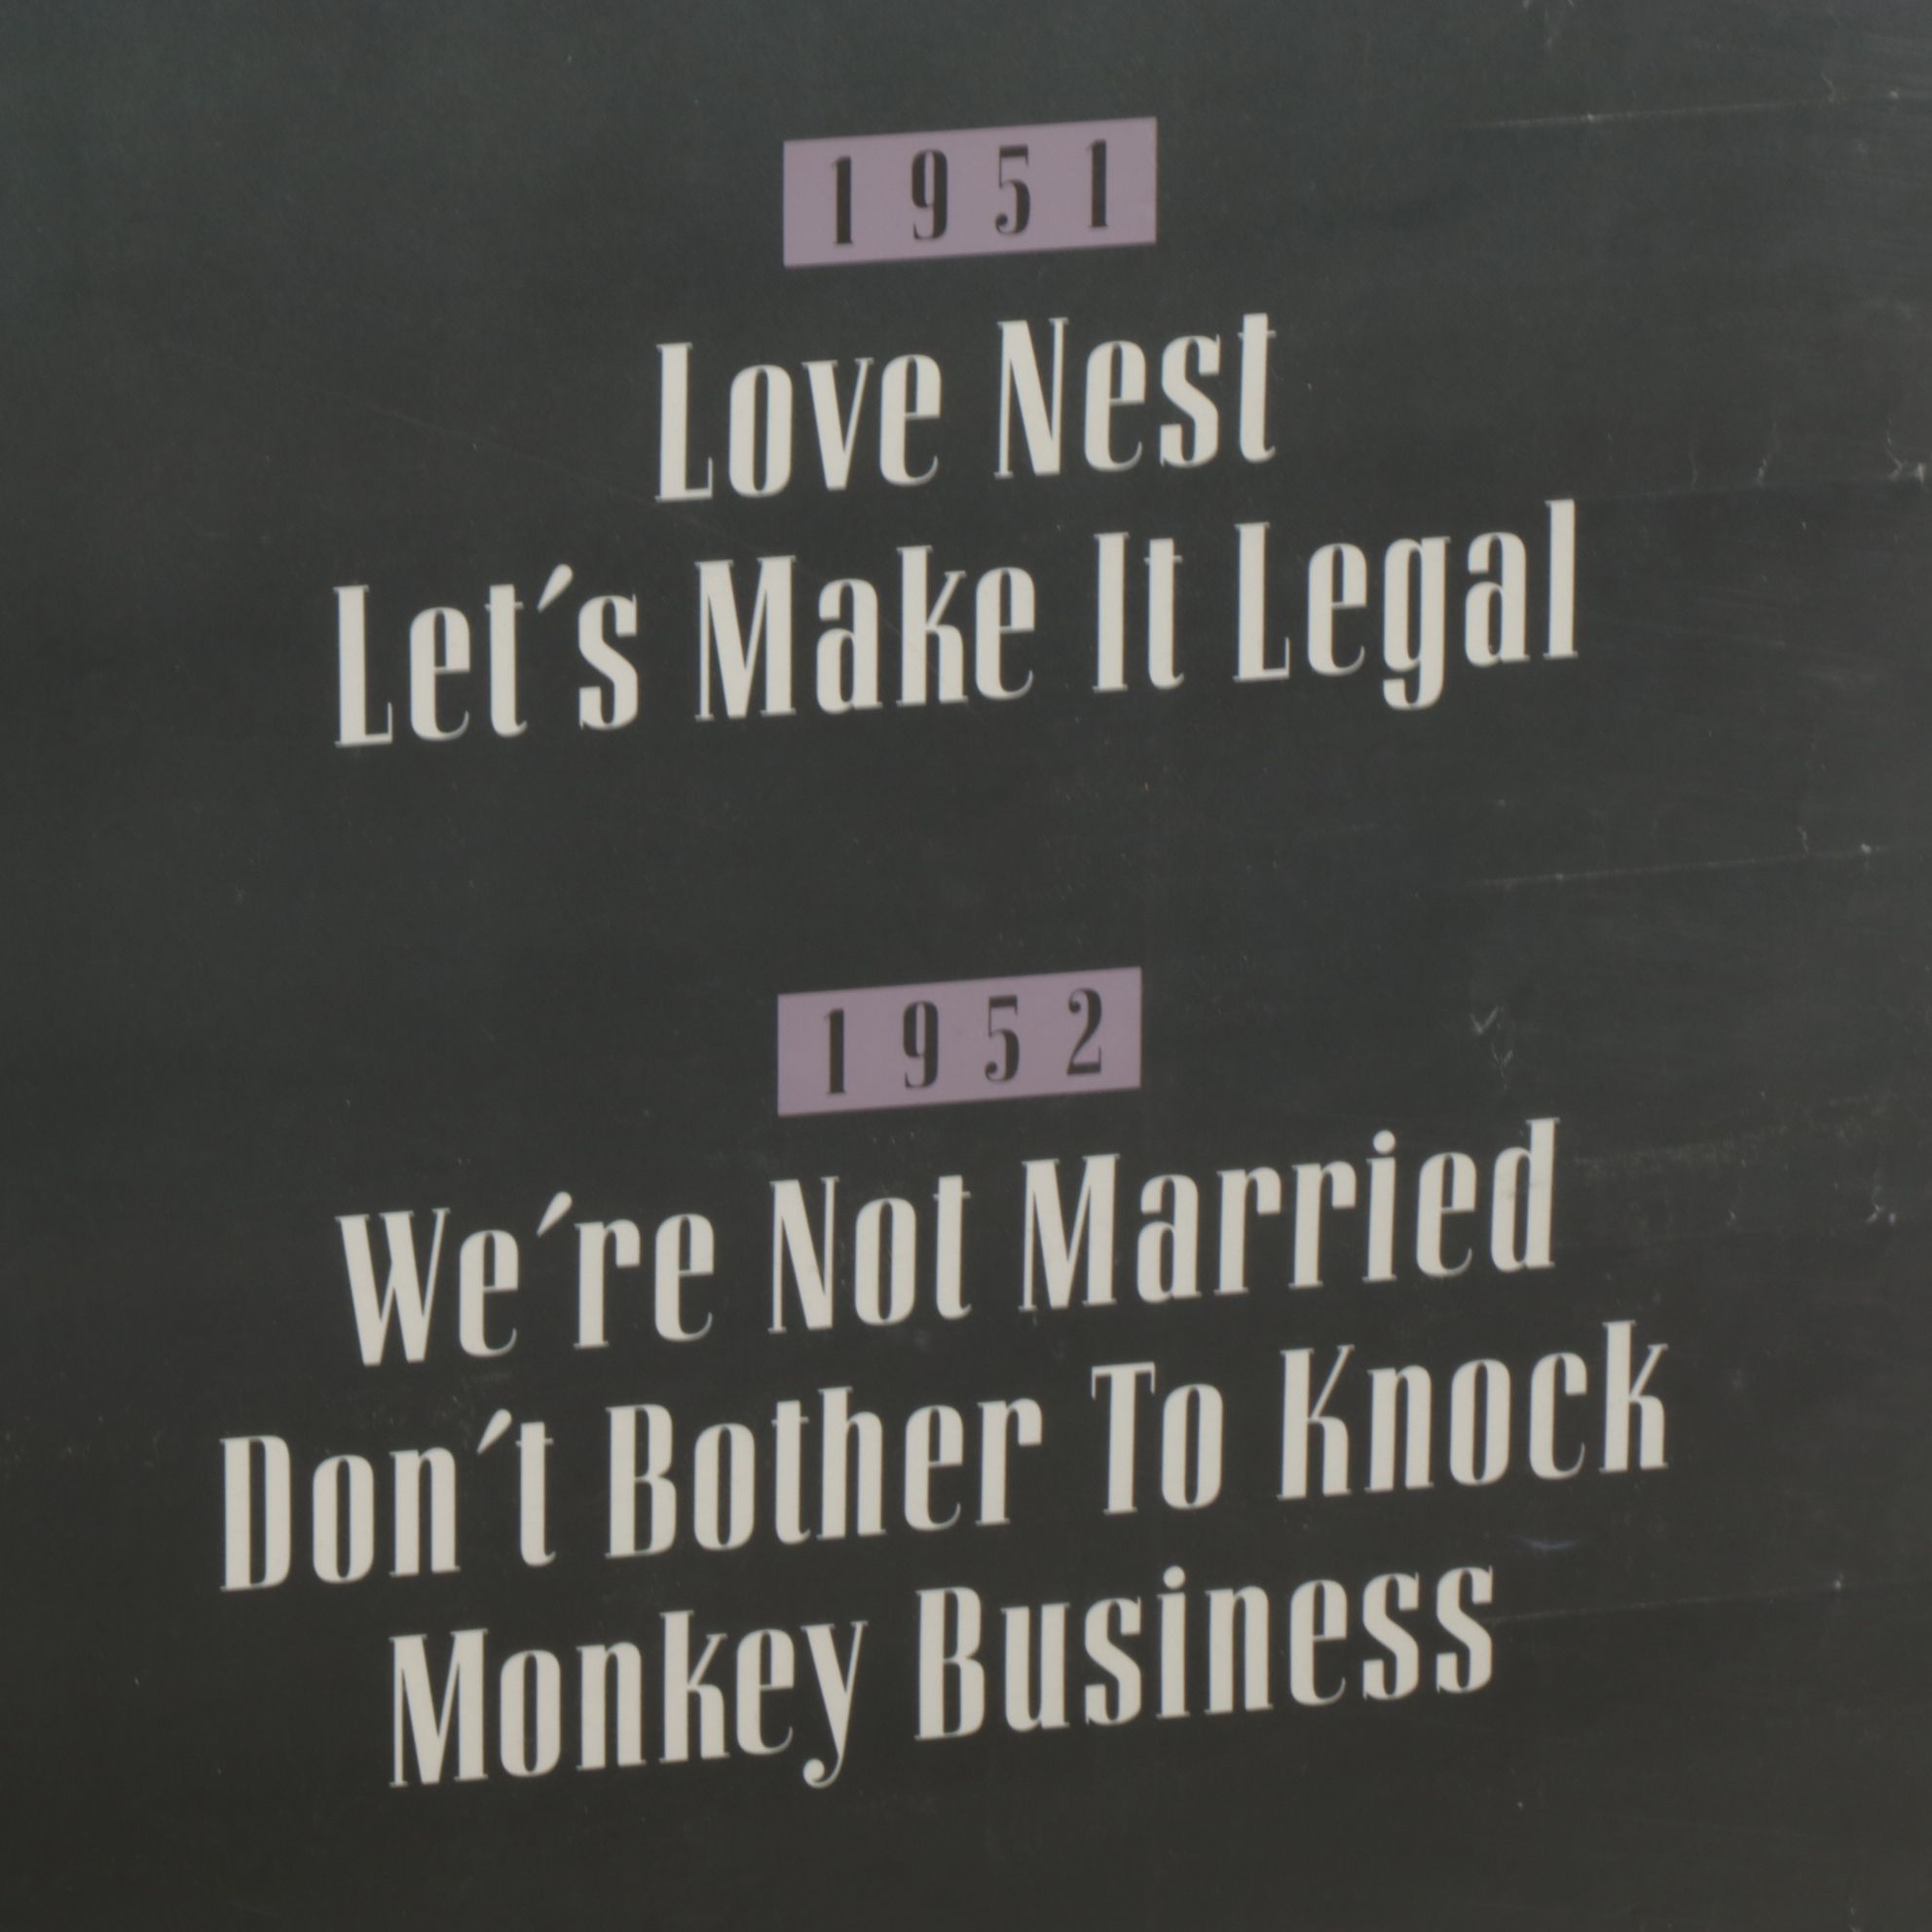 1951
Love Nest
Let's Make It Legal
1952
We're Not Married
Don't Bother To Knock
Monkey Business